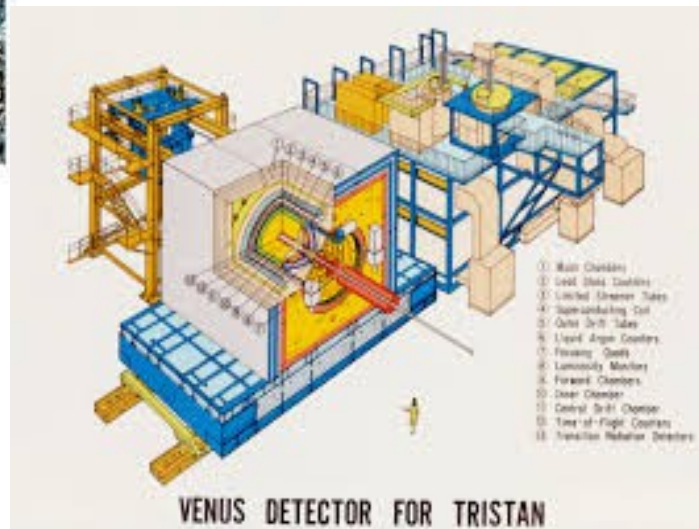 ① Muon Chambers
② Lead Glass Counters
③ Limited Streamer Tubes
④ Superconducting Coil
⑤ Outer Drift Tubes
⑥ Liquid Argon Counters
⑦ Focusing Quads
⑧ Luminosity Monitors
⑨ Forward Chambers
⑩ Inner Chamber
⑪ Central Drift Chamber
⑫ Time-of-Flight Counters
⑬ Transition Radiation Detectors
VENUS DETECTOR FOR TRISTAN